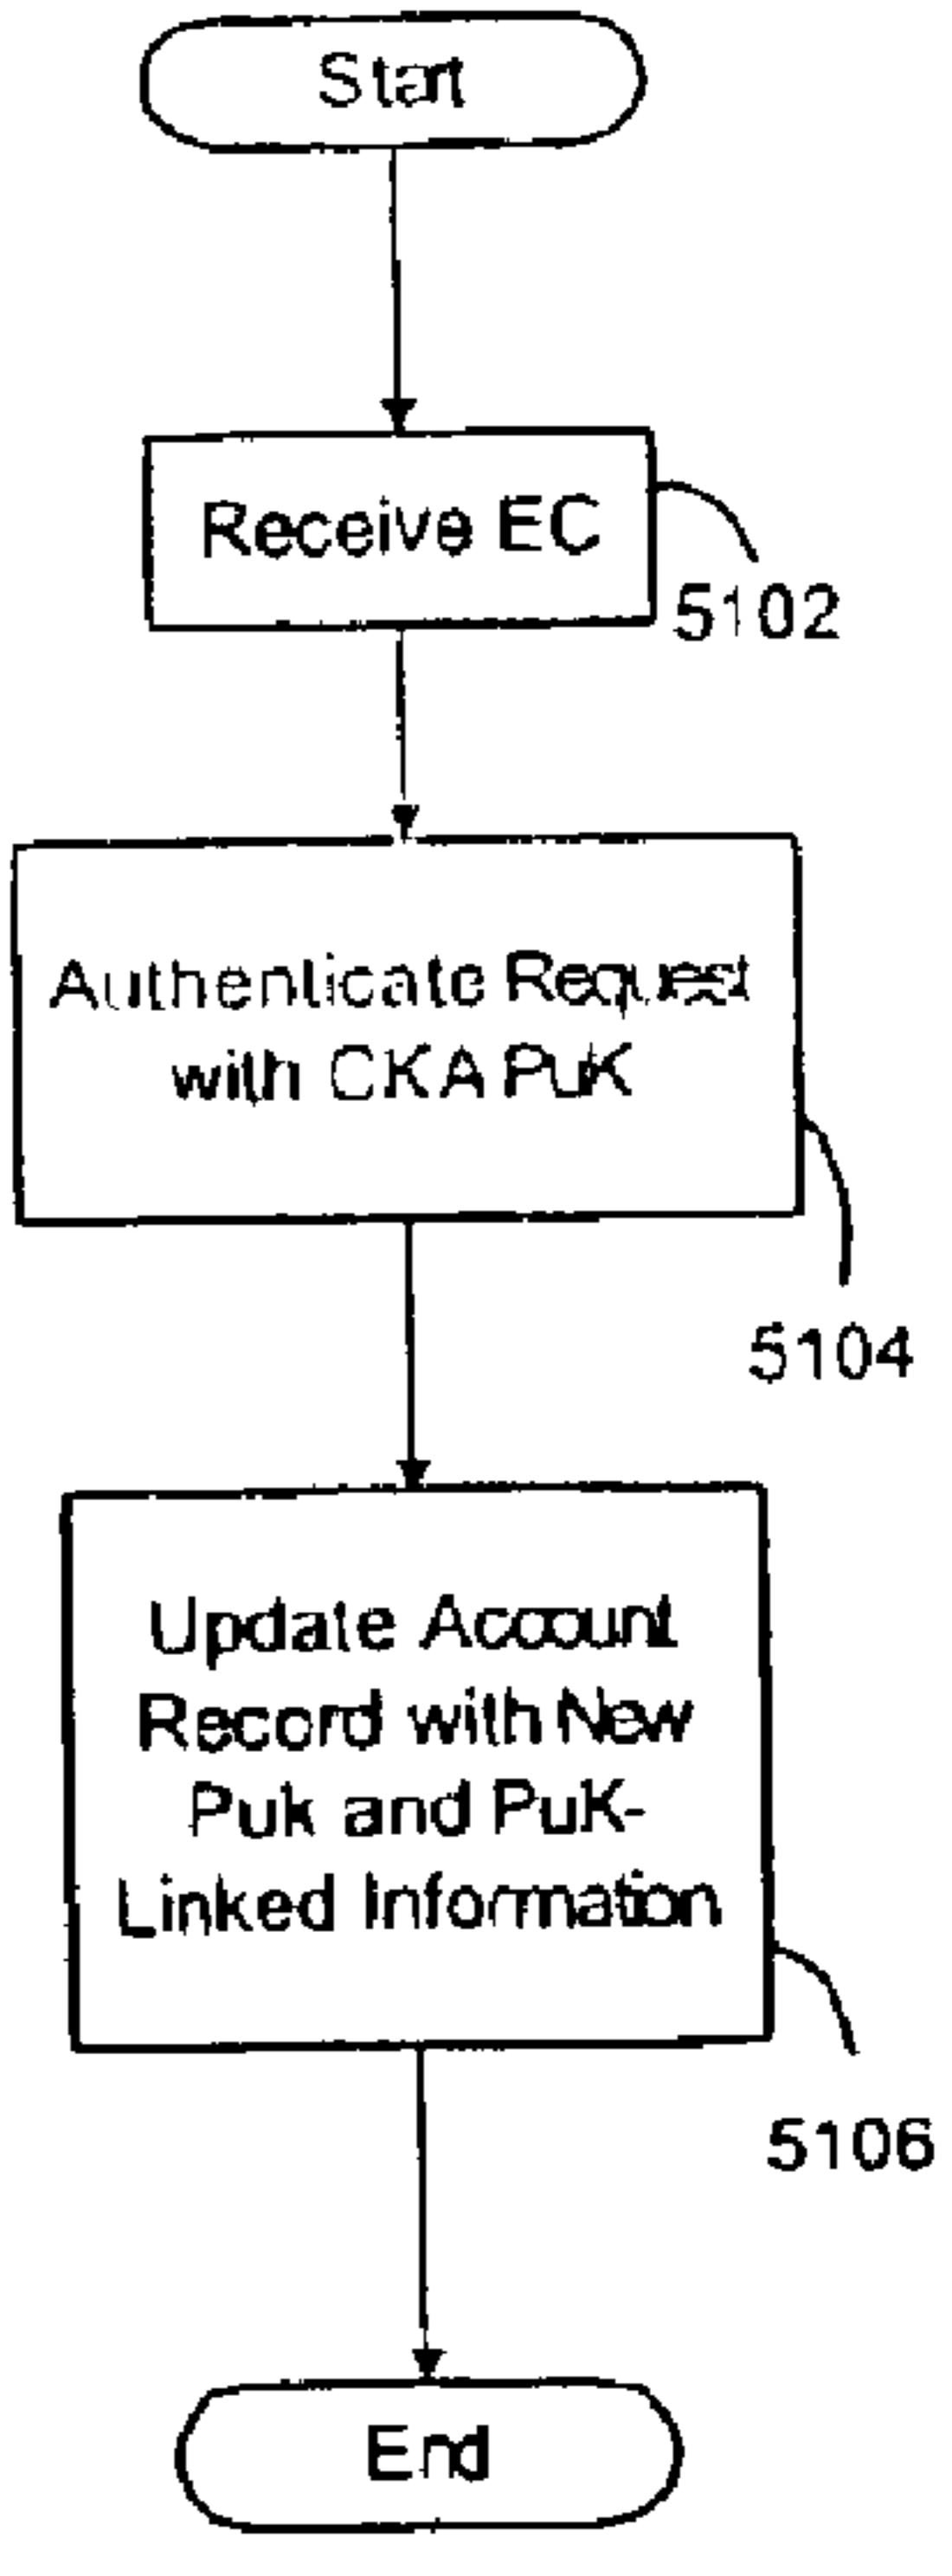 Start
Receive EC
5102
Authenticate Request
with CKA PuK
5104
Update Account
Record with New
Puk and PuK-
Linked Information
5106
End